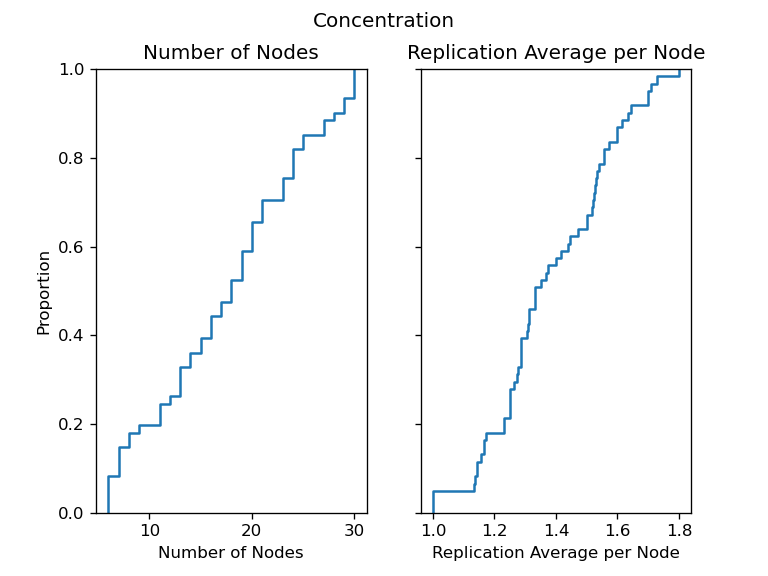 Concentration
Number of Nodes
Replication Average per Node
Proportion
1.0
0.8
0.6
0.4
0.2
0.0
10
20
30
Number of Nodes
1.0
1.2
1.4
1.6
1.8
Replication Average per Node